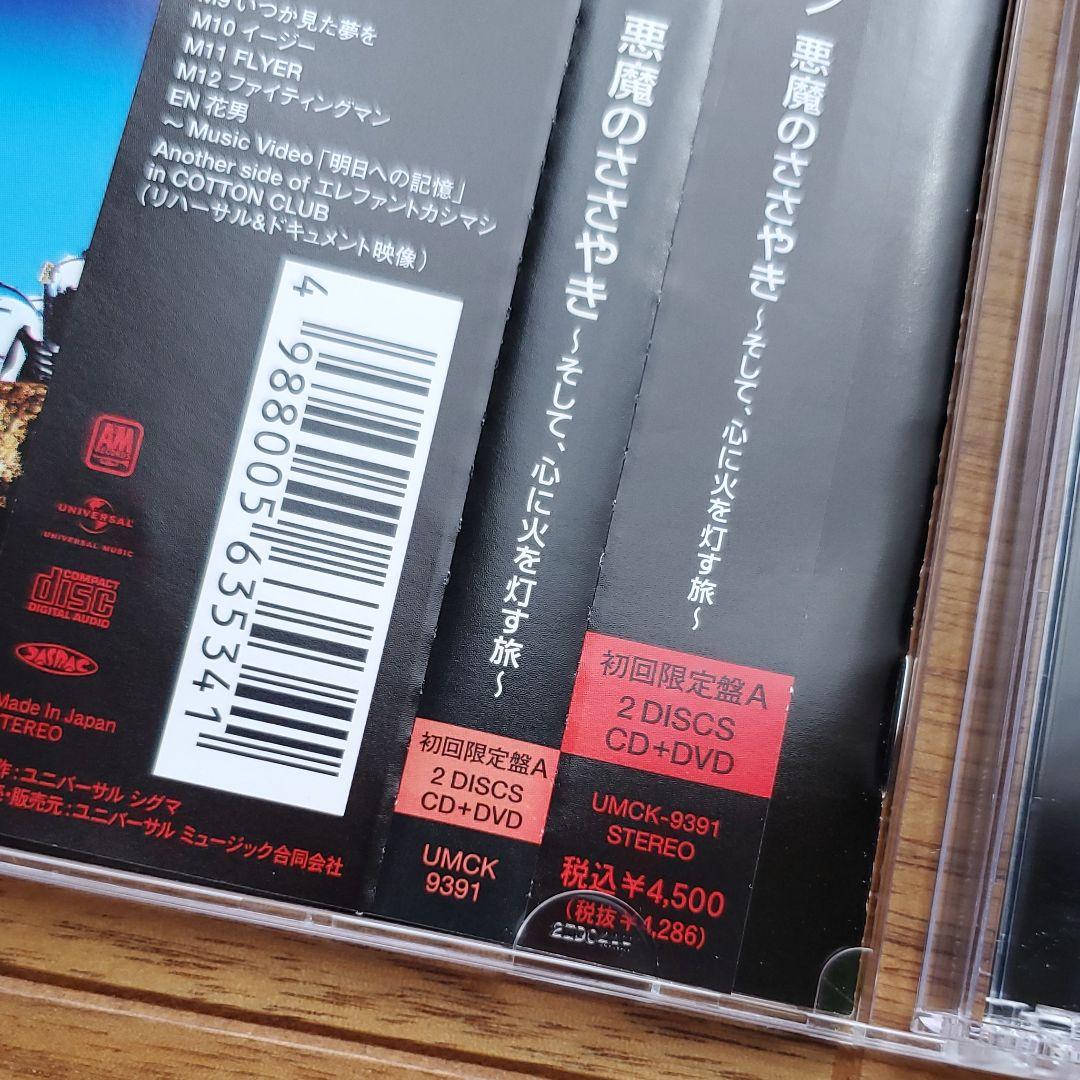 M9 いつか見た夢を
M10 イージー
M11 FLYER
M12 ファイティングマン
EN 花男
～ Music Video「明日への記憶」
Another side of エレファントカシマシ
in COTTON CLUB
(リハーサル&ドキュメント映像)
4 988005 635341
AM
RECORDS
UNIVERSAL
UNIVERSAL MUSIC
COMPACT
disc
DIGITAL AUDIO
JASRAC
Made In Japan
STEREO
作:ユニバーサル シグマ
販売元:ユニバーサル ミュージック合同会社
悪魔のささやき～そして、心に火を灯す旅～
初回限定盤A
2 DISCS
CD+DVD
UMCK
9391
悪魔のささやき～そして、心に火を灯す旅～
初回限定盤A
2 DISCS
CD+DVD
UMCK-9391
STEREO
税込¥4,500
(税抜¥4,286)